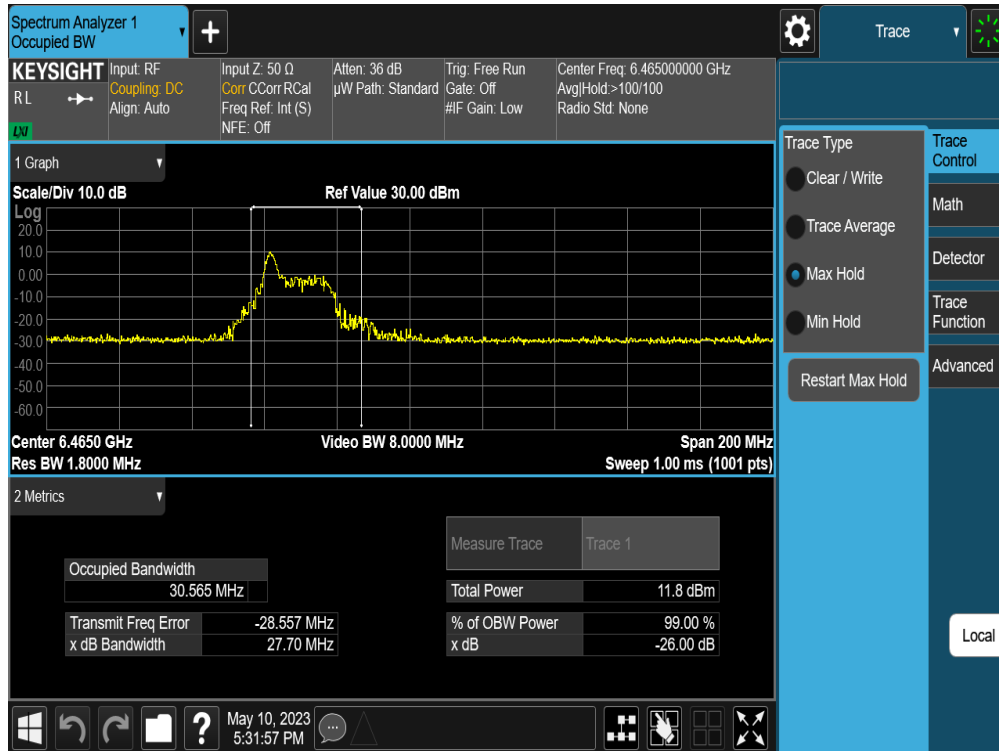 Spectrum Analyzer 1
Occupied BW
+
Trace
KEYSIGHT
RL
LXI
Input: RF
Coupling: DC
Align: Auto
Input Z: 50 Ω
Corr CCorr RCal
Freq Ref: Int (S)
NFE: Off
Atten: 36 dB
µW Path: Standard
Trig: Free Run
Gate: Off
#IF Gain: Low
Center Freq: 6.465000000 GHz
Avg|Hold:>100/100
Radio Std: None
1 Graph
Scale/Div 10.0 dB
Ref Value 30.00 dBm
Log
20.0
10.0
0.00
-10.0
-20.0
-30.0
-40.0
-50.0
-60.0
Center 6.4650 GHz
Video BW 8.0000 MHz
Span 200 MHz
Res BW 1.8000 MHz
Sweep 1.00 ms (1001 pts)
2 Metrics
Measure Trace
Trace 1
Occupied Bandwidth
30.565 MHz
Total Power
11.8 dBm
Transmit Freq Error
-28.557 MHz
% of OBW Power
99.00 %
x dB Bandwidth
27.70 MHz
x dB
-26.00 dB
Trace Type
Clear / Write
Trace Average
Max Hold
Min Hold
Restart Max Hold
Trace
Control
Math
Detector
Trace
Function
Advanced
Local
?
May 10, 2023
5:31:57 PM